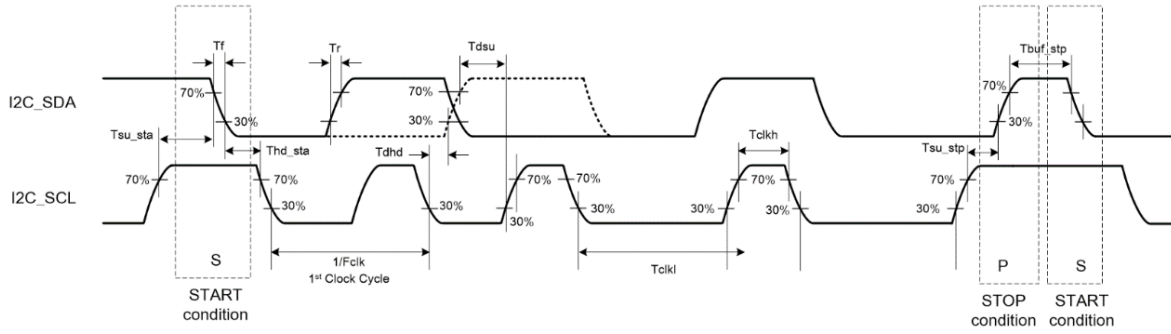 Tf
Tr
Tdsu
Tbuf_stp
I2C_SDA
70%
30%
70%
30%
70%
30%
Tsu_sta
Thd_sta
Tdhd
Tclkh
Tsu_stp
I2C_SCL
70%
70%
30%
30%
70%
70%
30%
30%
30%
70%
30%
70%
30%
1/Fclk
1st Clock Cycle
Tclkl
S
P
S
START
condition
STOP
condition
START
condition